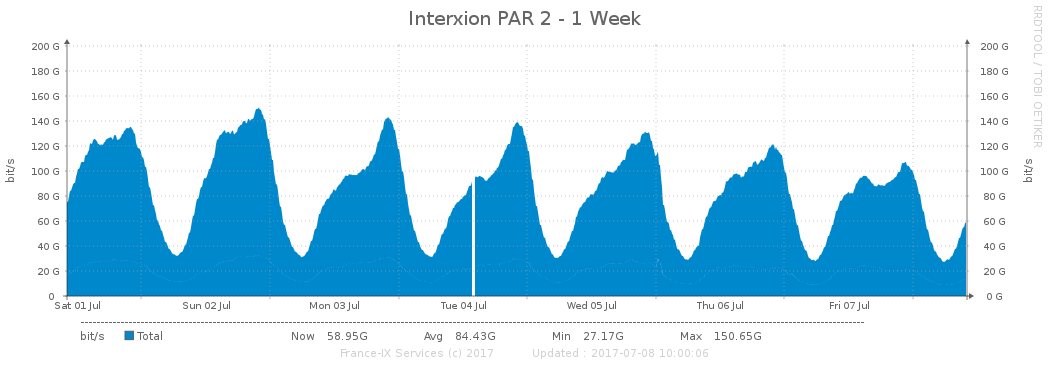 Interxion PAR 2 - 1 Week
RRDTOOL / TOBI OETIKER
200 G 200 G
180 G 180 G
160 G 160 G
140 G 140 G
120 G 120 G
100 G 100 G
80 G 80 G
60 G 60 G
40 G 40 G
20 G 20 G
0 0 G
bit/s
bit/s
Sat 01 Jul Sun 02 Jul Mon 03 Jul Tue 04 Jul Wed 05 Jul Thu 06 Jul Fri 07 Jul
bit/s Total Now 58.95G Avg 84.43G Min 27.17G Max 150.65G
France-IX Services (c) 2017 Updated : 2017-07-08 10:00:06